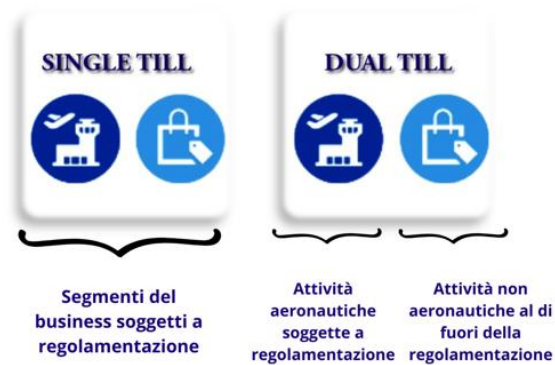 SINGLE TILL
DUAL TILL
Segmenti del
business soggetti a
regolamentazione
Attività
aeronautiche
soggette a
regolamentazione
Attività non
aeronautiche al di
fuori della
regolamentazione